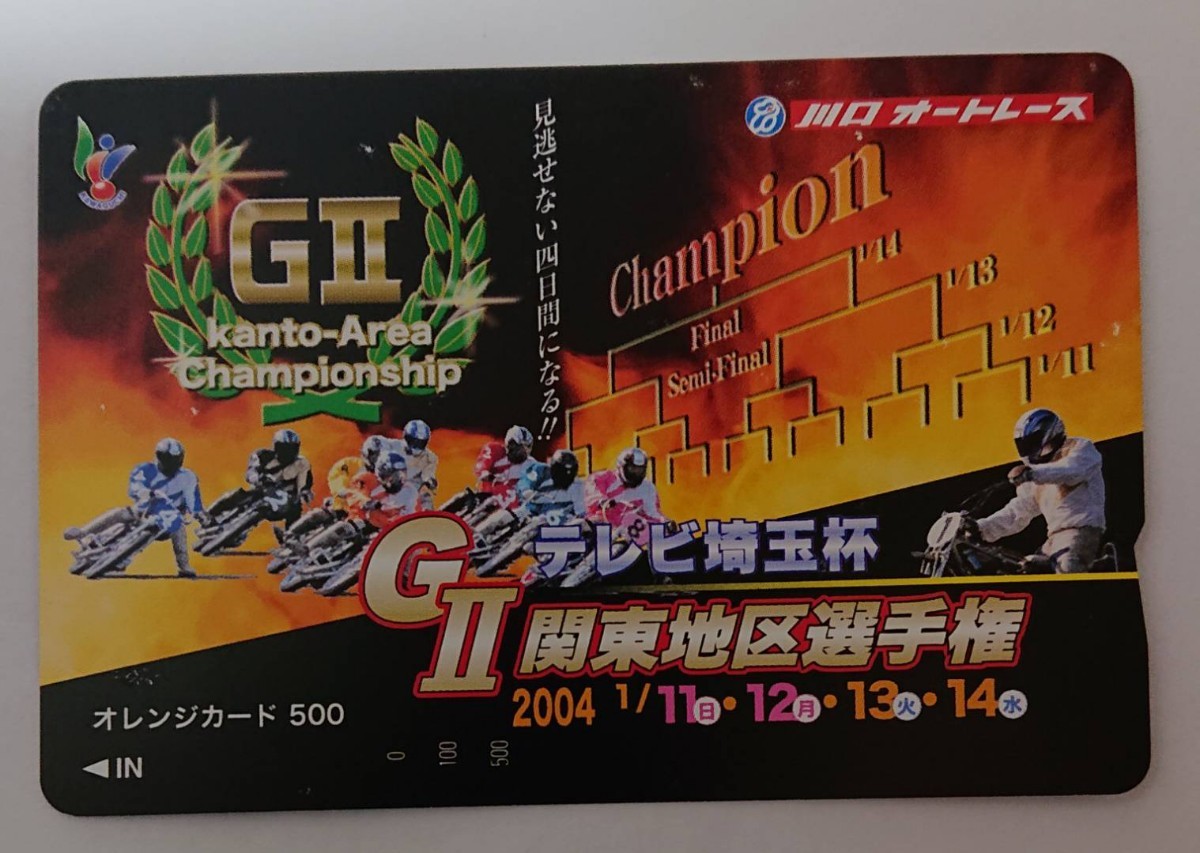 KAWAGUCHI
GII
kanto-Area
Championship
見逃せない四日間になる!!
川口オートレース
Champion
1/14
Final
1/13
Semi・Final
1/12
1/11
GII テレビ埼玉杯
関東地区選手権
2004 1/11日・12月・13火・14水
オレンジカード 500
◀IN
0 100 500